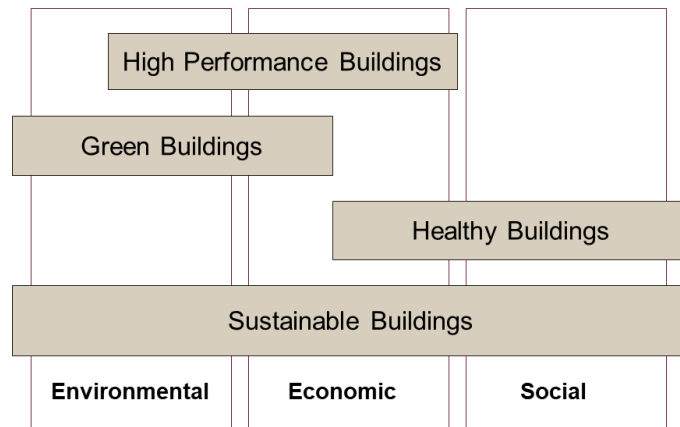 High Performance Buildings
Green Buildings
Healthy Buildings
Sustainable Buildings
Environmental Economic Social